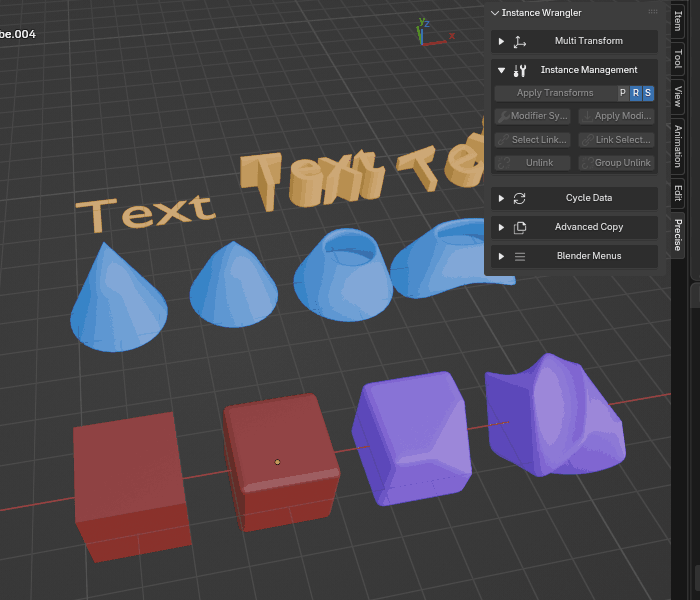 Instance Wrangler
be.004
y
z
x
Multi Transform
Instance Management
Apply Transforms P R S
Modifier Sy... Apply Modi...
Select Link... Link Select...
Unlink Group Unlink
Cycle Data
Advanced Copy
Blender Menus
Item
Tool
View
Animation
Edit
Precise
Text Text Te